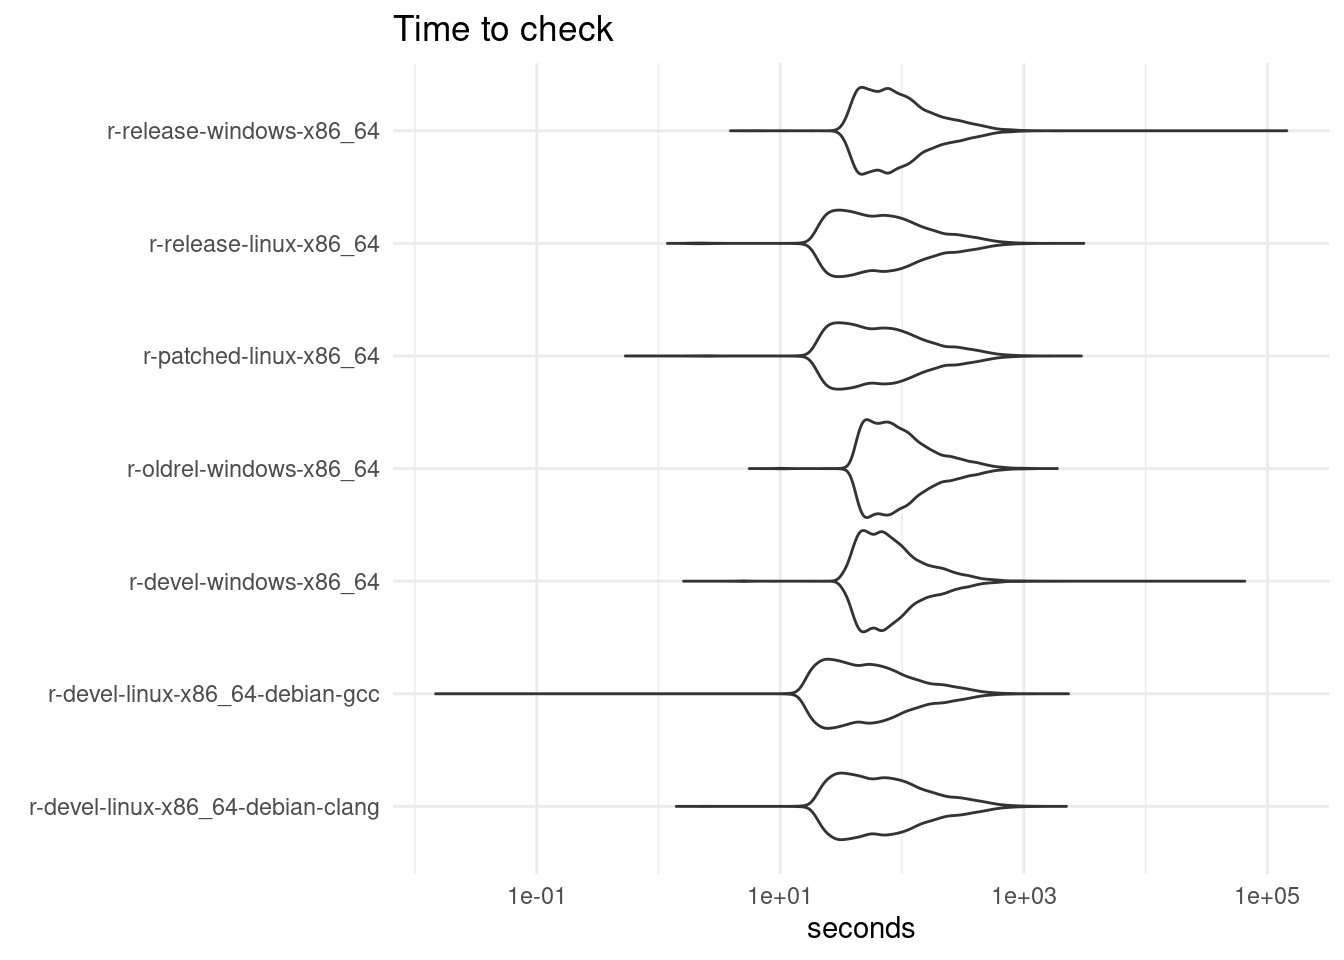 Time to check
r-release-windows-x86_64
r-release-linux-x86_64
r-patched-linux-x86_64
r-oldrel-windows-x86_64
r-devel-windows-x86_64
r-devel-linux-x86_64-debian-gcc
r-devel-linux-x86_64-debian-clang
1e-01 1e+01 1e+03 1e+05
seconds